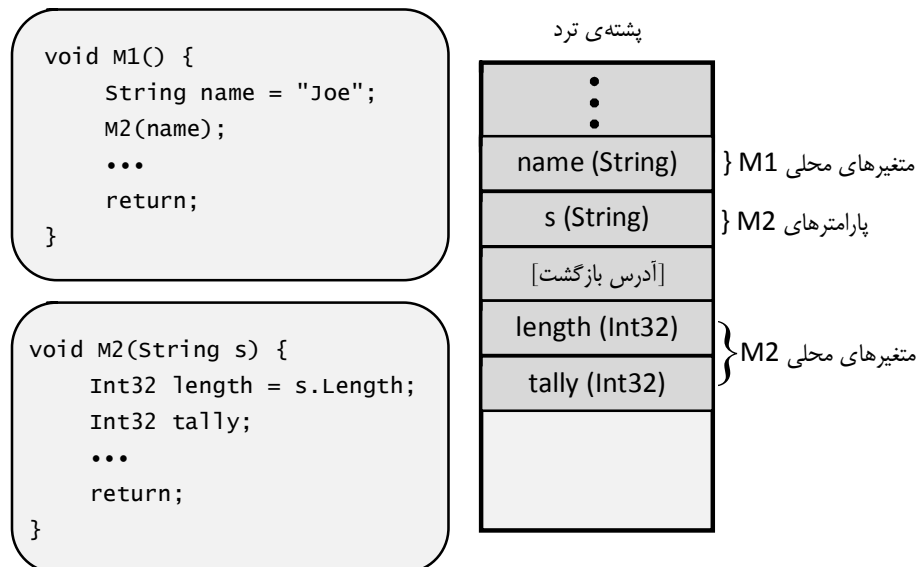 void M1() {
String name = "Joe";
M2(name);
•••
return;
}
void M2(String s) {
Int32 length = s.Length;
Int32 tally;
•••
return;
}
پشته‌ی ترد
name (String)
} متغیرهای محلی M1
s (String)
} پارامترهای M2
[آدرس بازگشت]
length (Int32)
tally (Int32)
} متغیرهای محلی M2